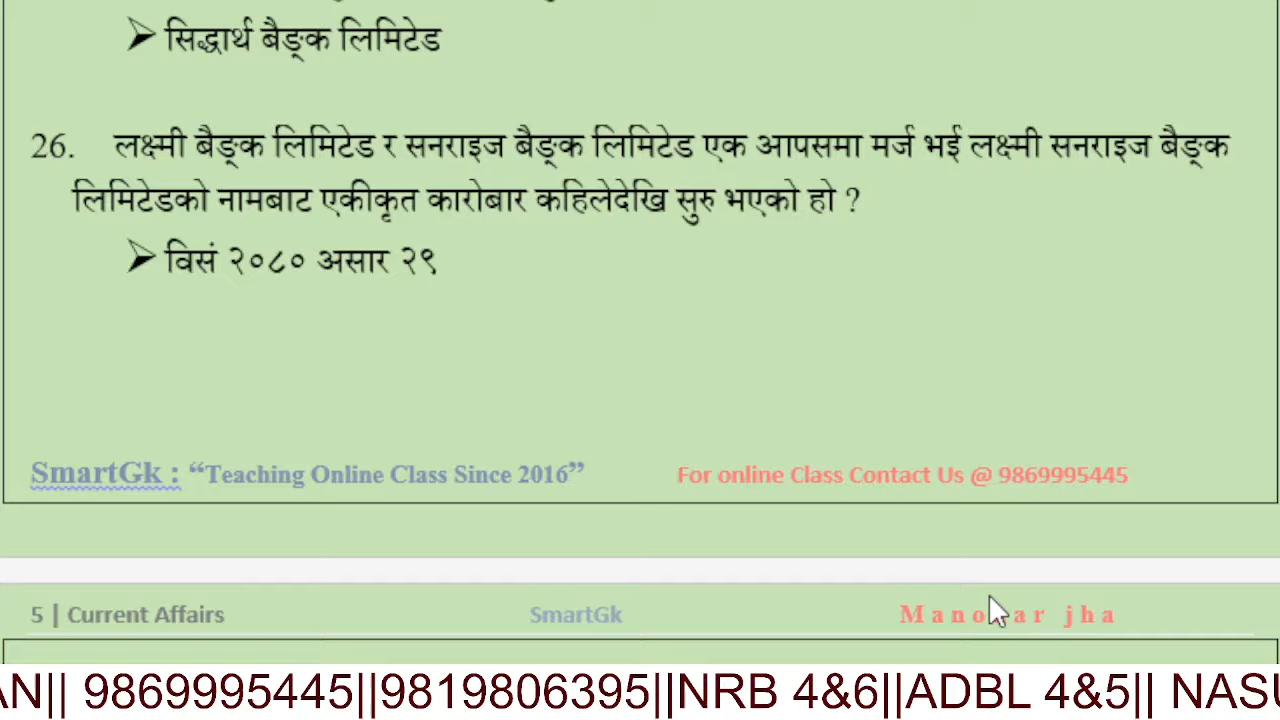 ➢ सिद्धार्थ बैङ्क लिमिटेड
26. लक्ष्मी बैङ्क लिमिटेड र सनराइज बैङ्क लिमिटेड एक आपसमा मर्ज भई लक्ष्मी सनराइज बैङ्क
लिमिटेडको नामबाट एकीकृत कारोबार कहिलेदेखि सुरु भएको हो ?
➢ विसं २०८० असार २९
SmartGk : “Teaching Online Class Since 2016” For online Class Contact Us @ 9869995445
5 | Current Affairs SmartGk jha
|| 9869995445||9819806395||NRB 4&6||ADBL 4&5||